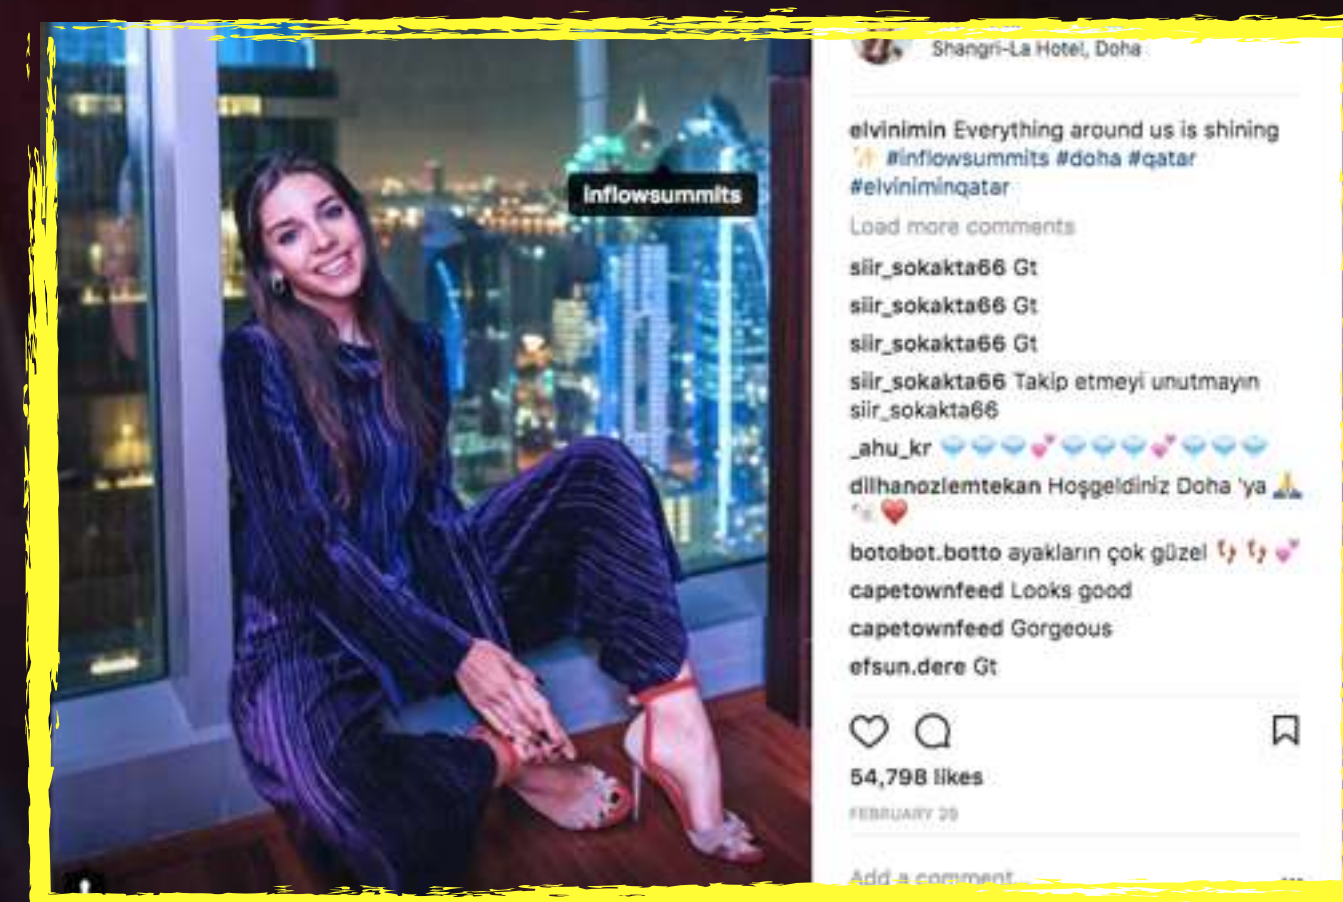 Shangri-La Hotel, Doha
elvinimin Everything around us is shining
✨ #inflowsummits #doha #qatar
#elviniminqatar
inflowsummits
Load more comments
siir_sokakta66 Gt
siir_sokakta66 Gt
siir_sokakta66 Gt
siir_sokakta66 Takip etmeyi unutmayın
siir_sokakta66
_ahu_kr
dilhanozlemtekan Hoşgeldiniz Doha 'ya 🙏
❤️
botobot.botto ayakların çok güzel 👣 👣 💕
capetownfeed Looks good
capetownfeed Gorgeous
efsun.dere Gt
54,798 likes
FEBRUARY
Add a comment...